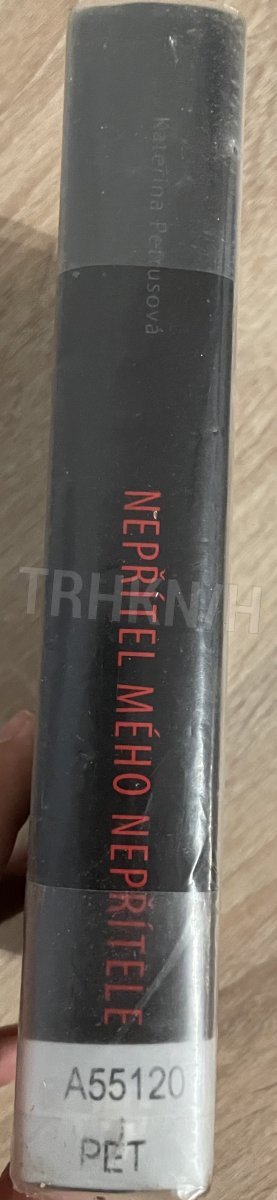 Kateřina Petrusová
NEPŘÍTEL MÉHO NEPŘÍTELE
TRHKNIH
A55120
PET